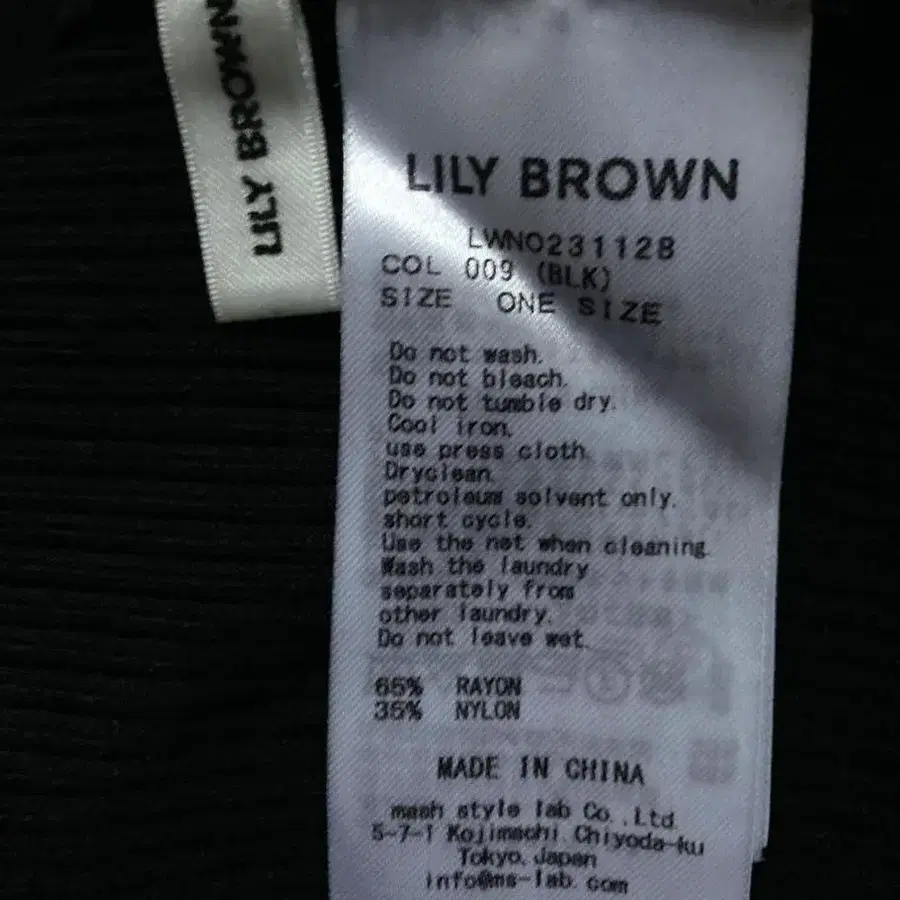 LILY BROWN
LILY BROWN
LWNO231128
COL 009 (BLK)
SIZE ONE SIZE
Do not wash.
Do not bleach.
Do not tumble dry.
Cool iron.
use press cloth.
Dryclean.
petroleum solvent only.
short cycle.
Use the net when cleaning.
Wash the laundry
separately from
other laundry.
Do not leave wet.
65% RAYON
35% NYLON
MADE IN CHINA
mash style lab Co.,Ltd.
5-7-1 Kojimachi Chiyoda-ku
Tokyo, Japan
info@ms-lab.com